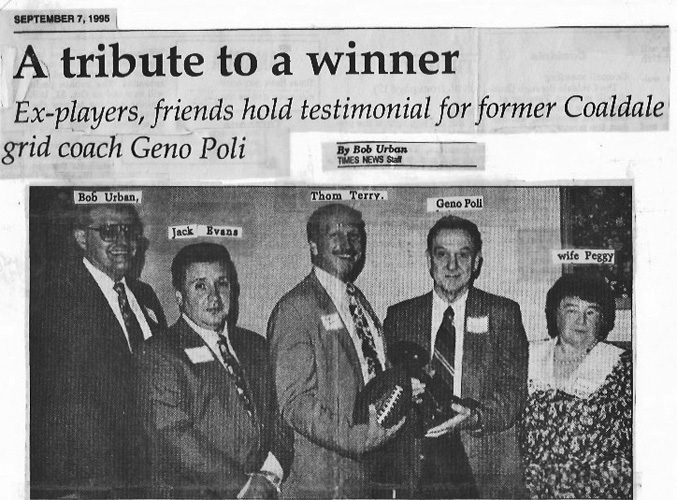 SEPTEMBER 7, 1995
A tribute to a winner
Ex-players, friends hold testimonial for former Coaldale
grid coach Geno Poli
By Bob Urban
TIMES NEWS Staff
Bob Urban,
Jack Evans
Thom Terry.
Geno Poli
wife Peggy